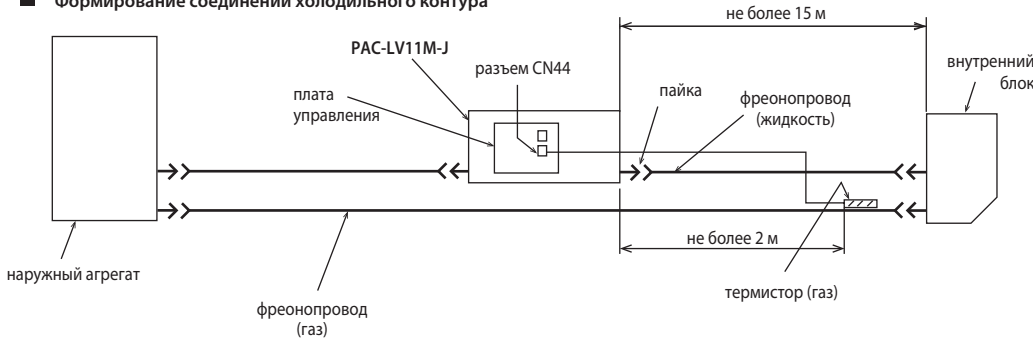 Формирование соединений холодильного контура
не более 15 м
PAC-LV11M-J
разъем CN44
внутренний
блок
плата
управления
пайка
фреонопровод
(жидкость)
не более 2 м
наружный агрегат
термистор (газ)
фреонопровод
(газ)